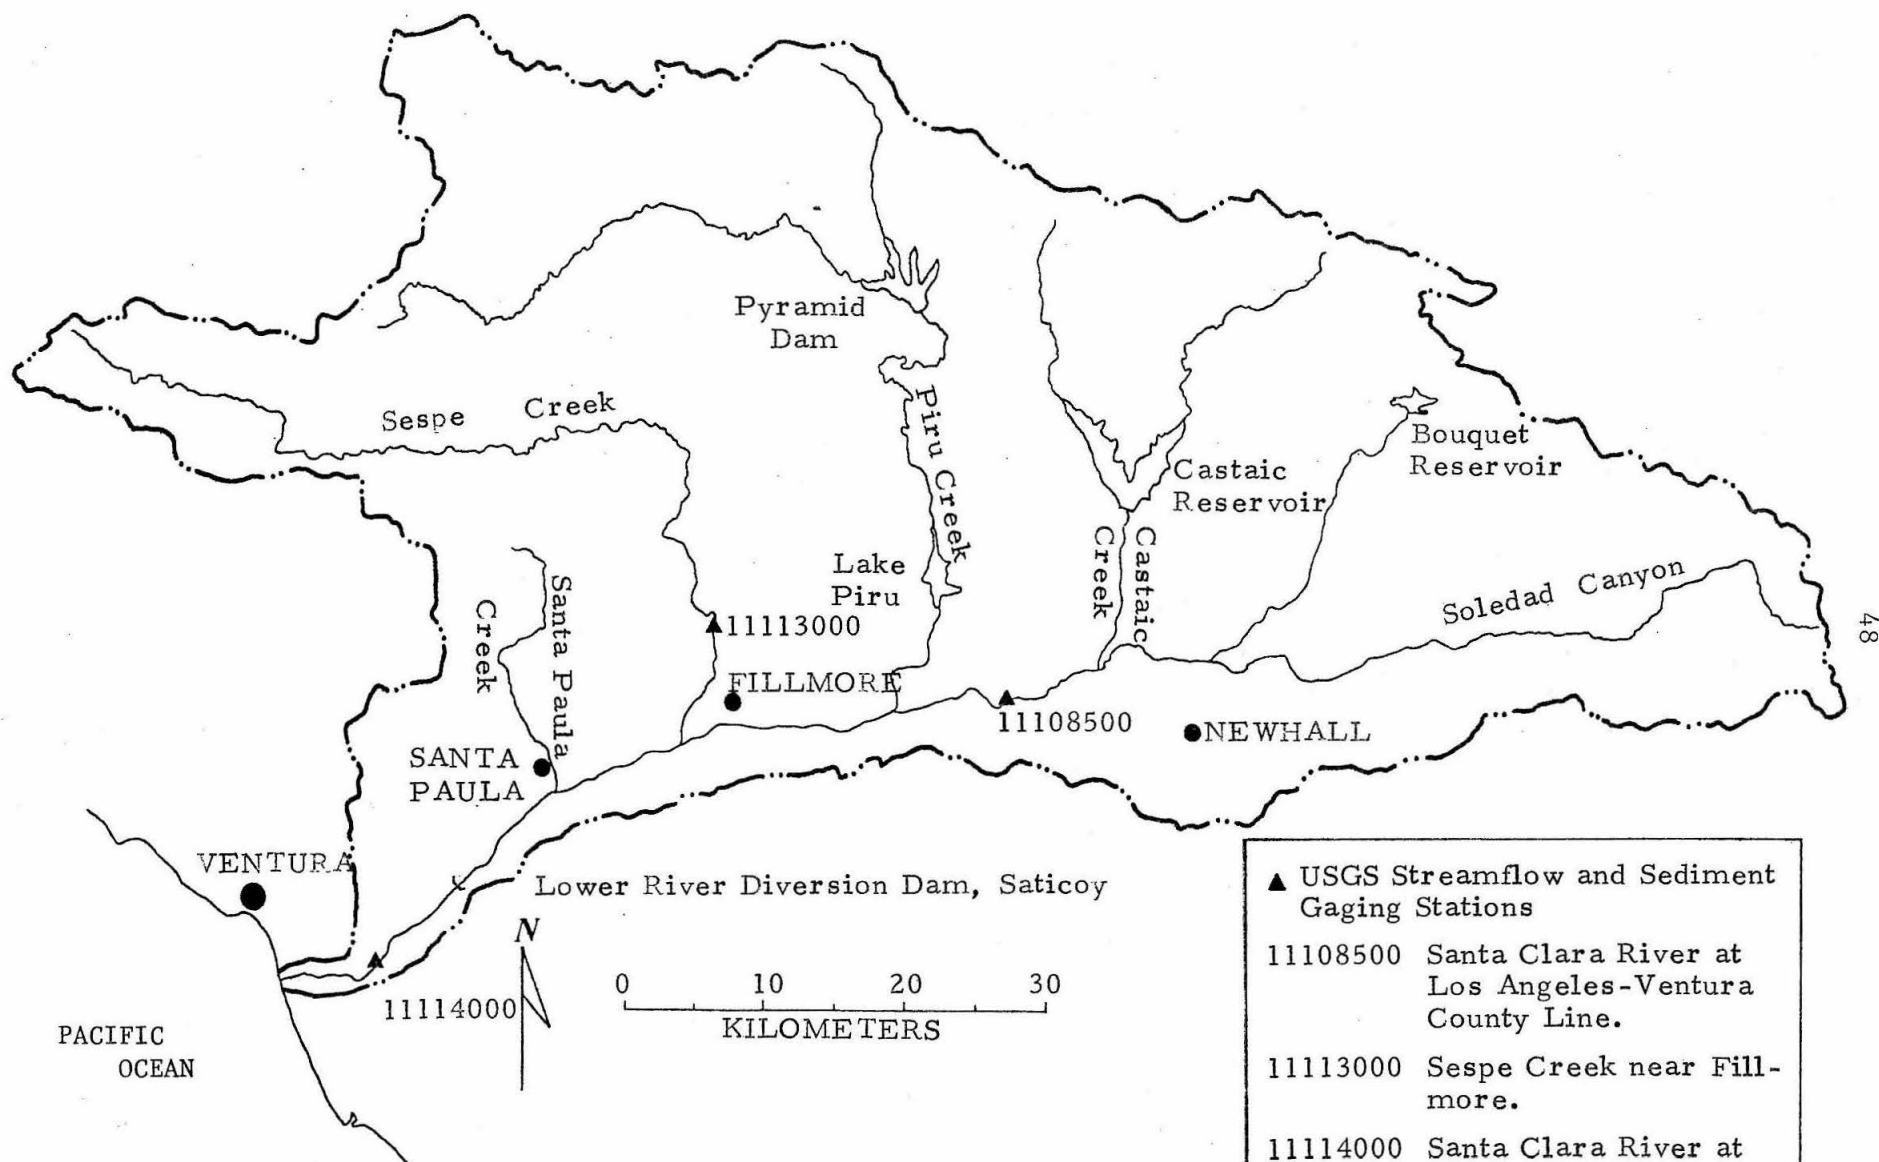 Pyramid
Dam
Sespe Creek
Piru Creek
Bouquet
Reservoir
Castaic
Reservoir
Castaic
Creek
Lake
Piru
Soledad Canyon
48
Santa Paula
Creek
11113000
FILLMORE
11108500
NEWHALL
SANTA
PAULA
VENTURA
Lower River Diversion Dam, Saticoy
N
11114000
0 10 20 30
KILOMETERS
PACIFIC
OCEAN
▲ USGS Streamflow and Sediment
Gaging Stations
11108500 Santa Clara River at
Los Angeles-Ventura
County Line.
11113000 Sespe Creek near Fill-
more.
11114000 Santa Clara River at